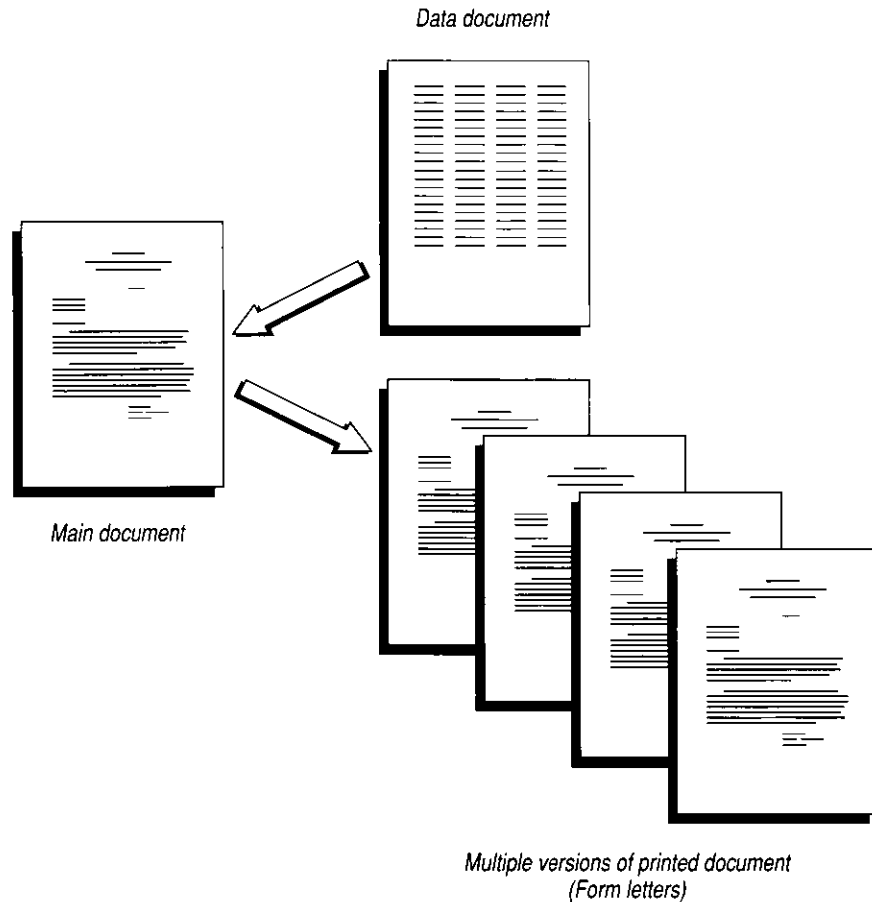 Data document
Main document
Multiple versions of printed document
(Form letters)